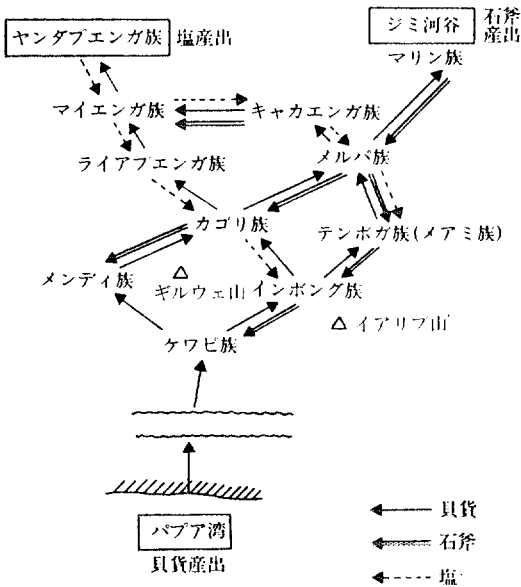 ヤンダプエンガ族 塩産出
ジミ河谷 石斧産出
マリン族
マイエンガ族
キャカエンガ族
メルパ族
ライアプエンガ族
カゴリ族
テンボガ族(メアミ族)
メンディ族
ギルウェ山
インボング族
イアリブ山
ケワピ族
パプア湾
貝貨産出
貝貨
石斧
塩